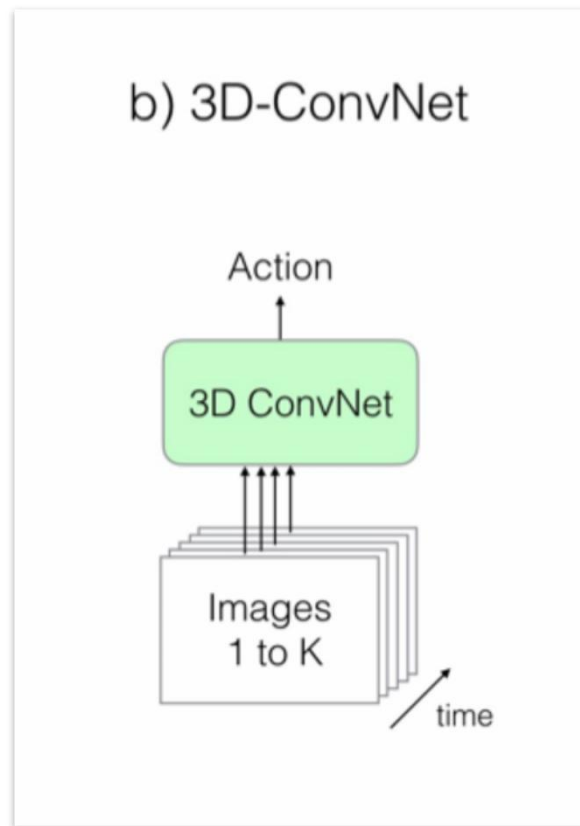 b) 3D-ConvNet
Action
3D ConvNet
Images
1 to K
time